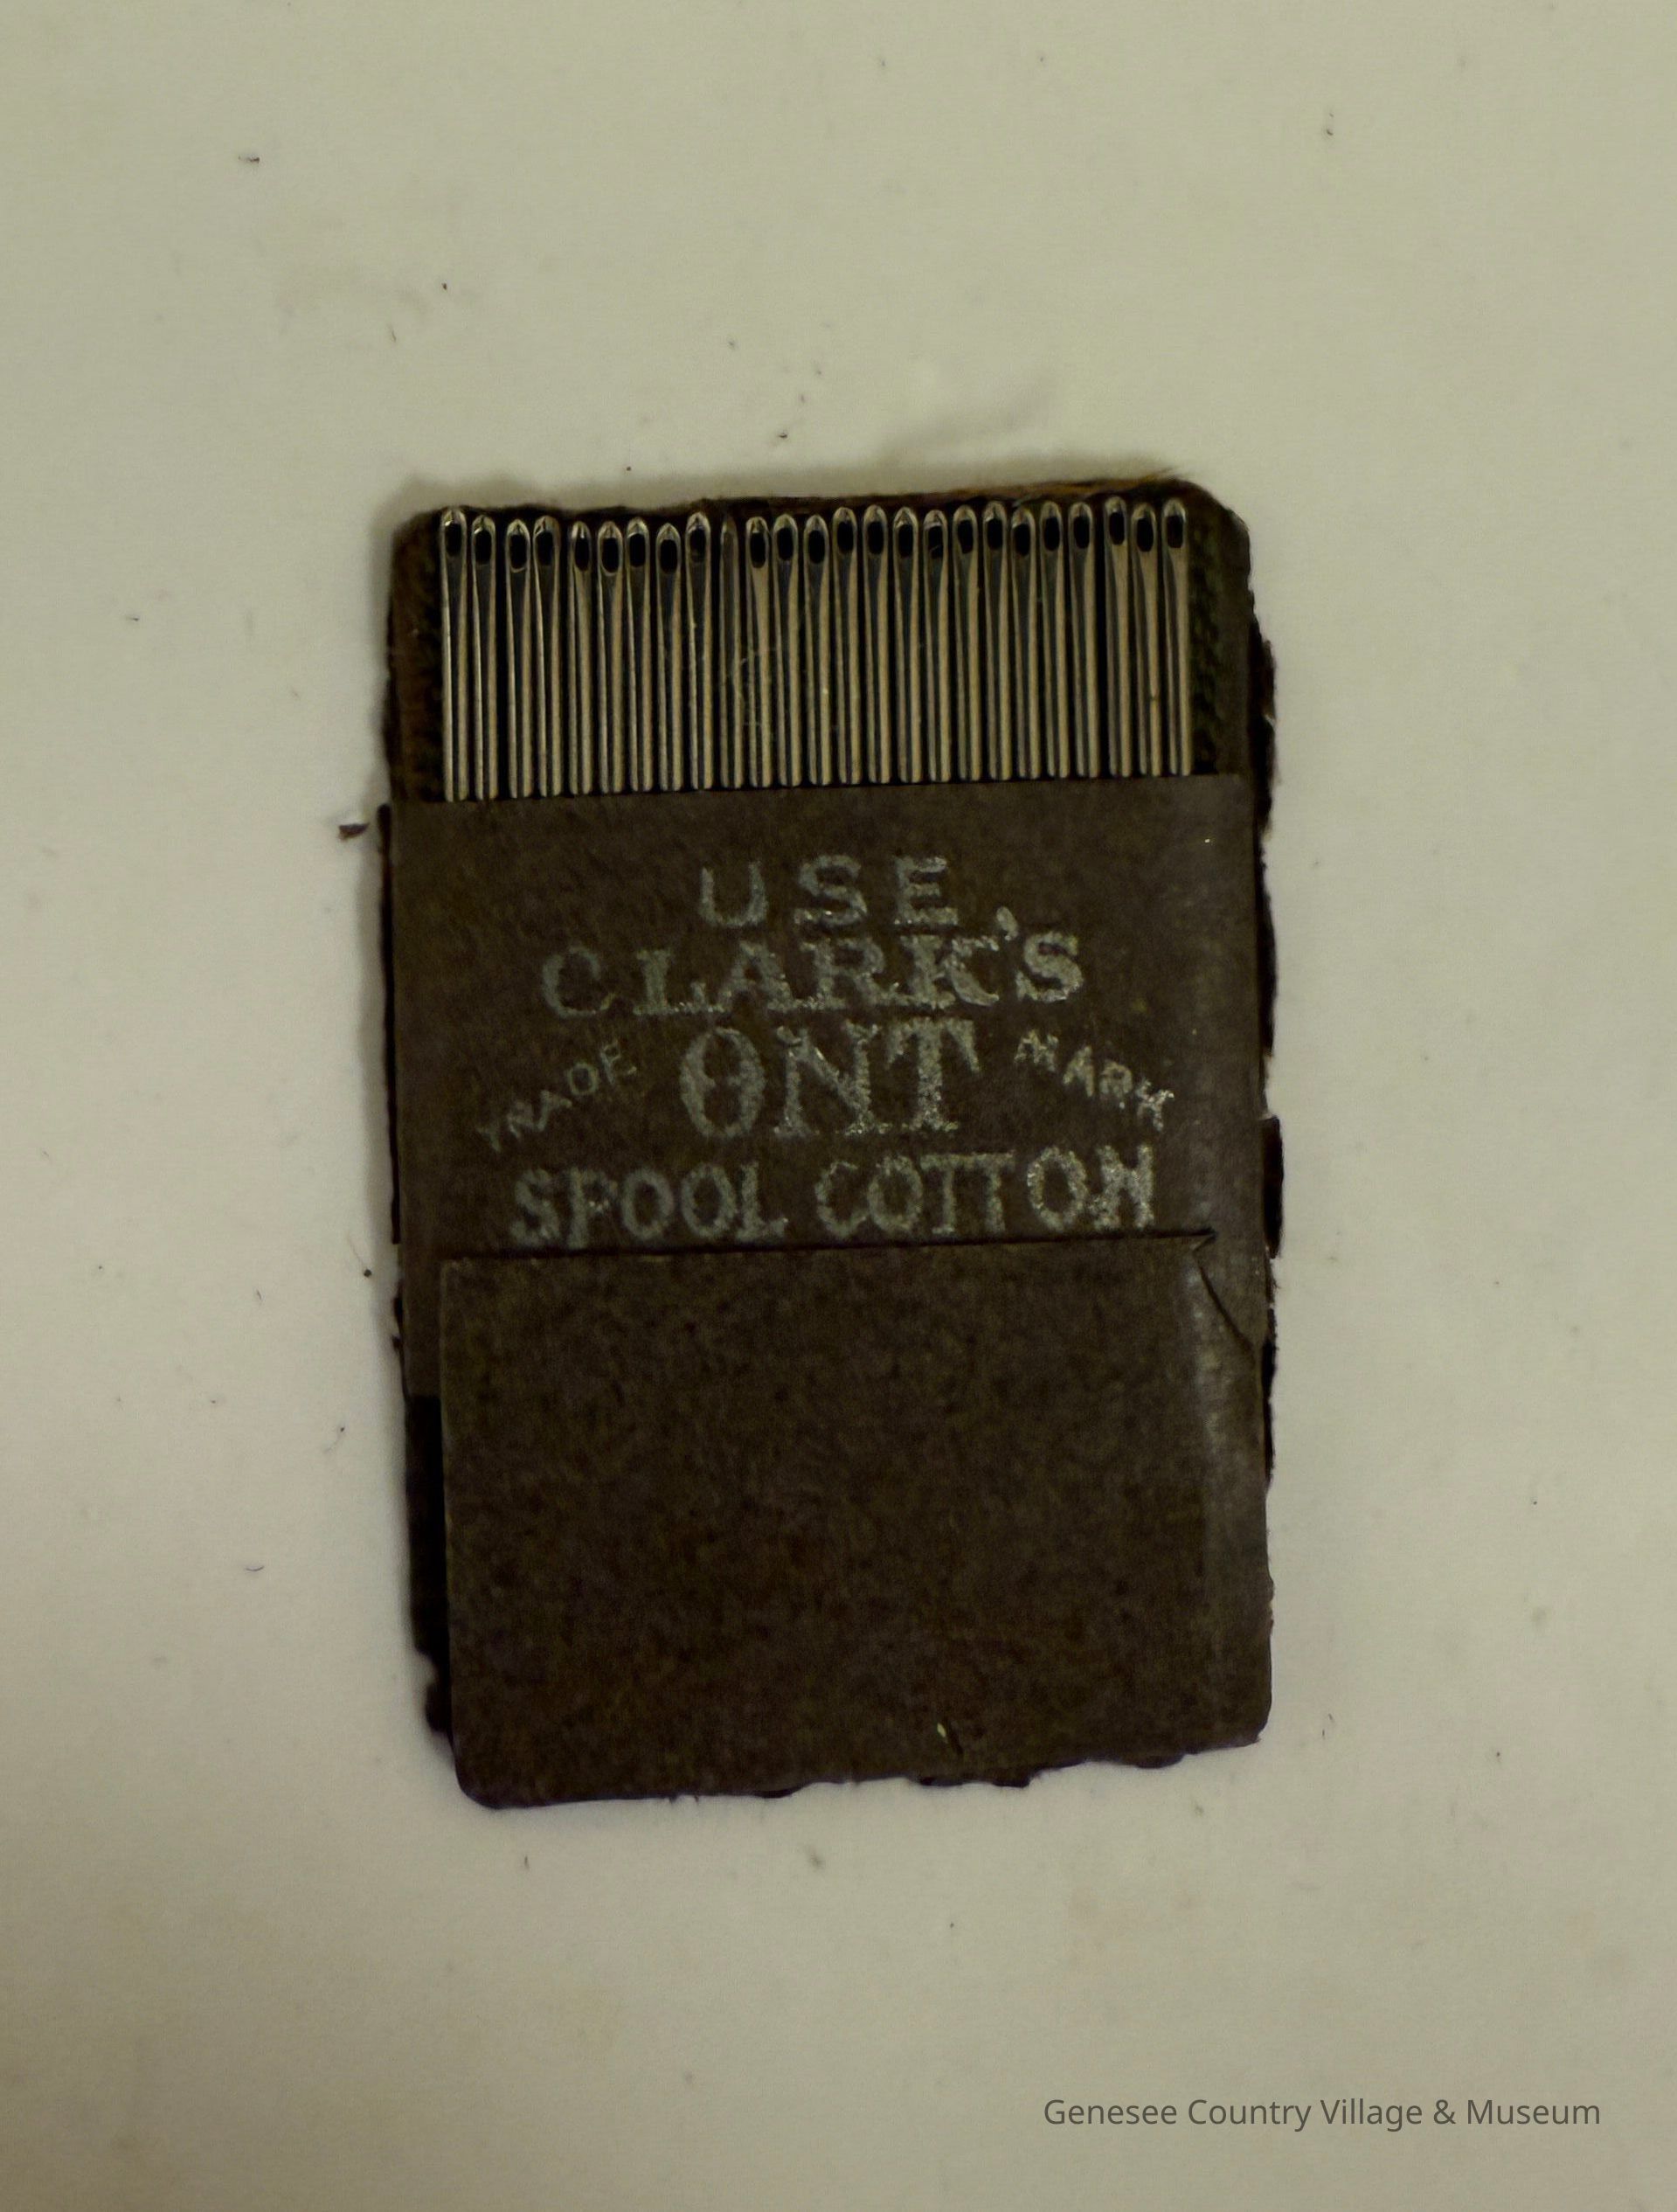 USE
CLARK'S
TRADE ONT MARK
SPOOL COTTON
Genesee Country Village & Museum